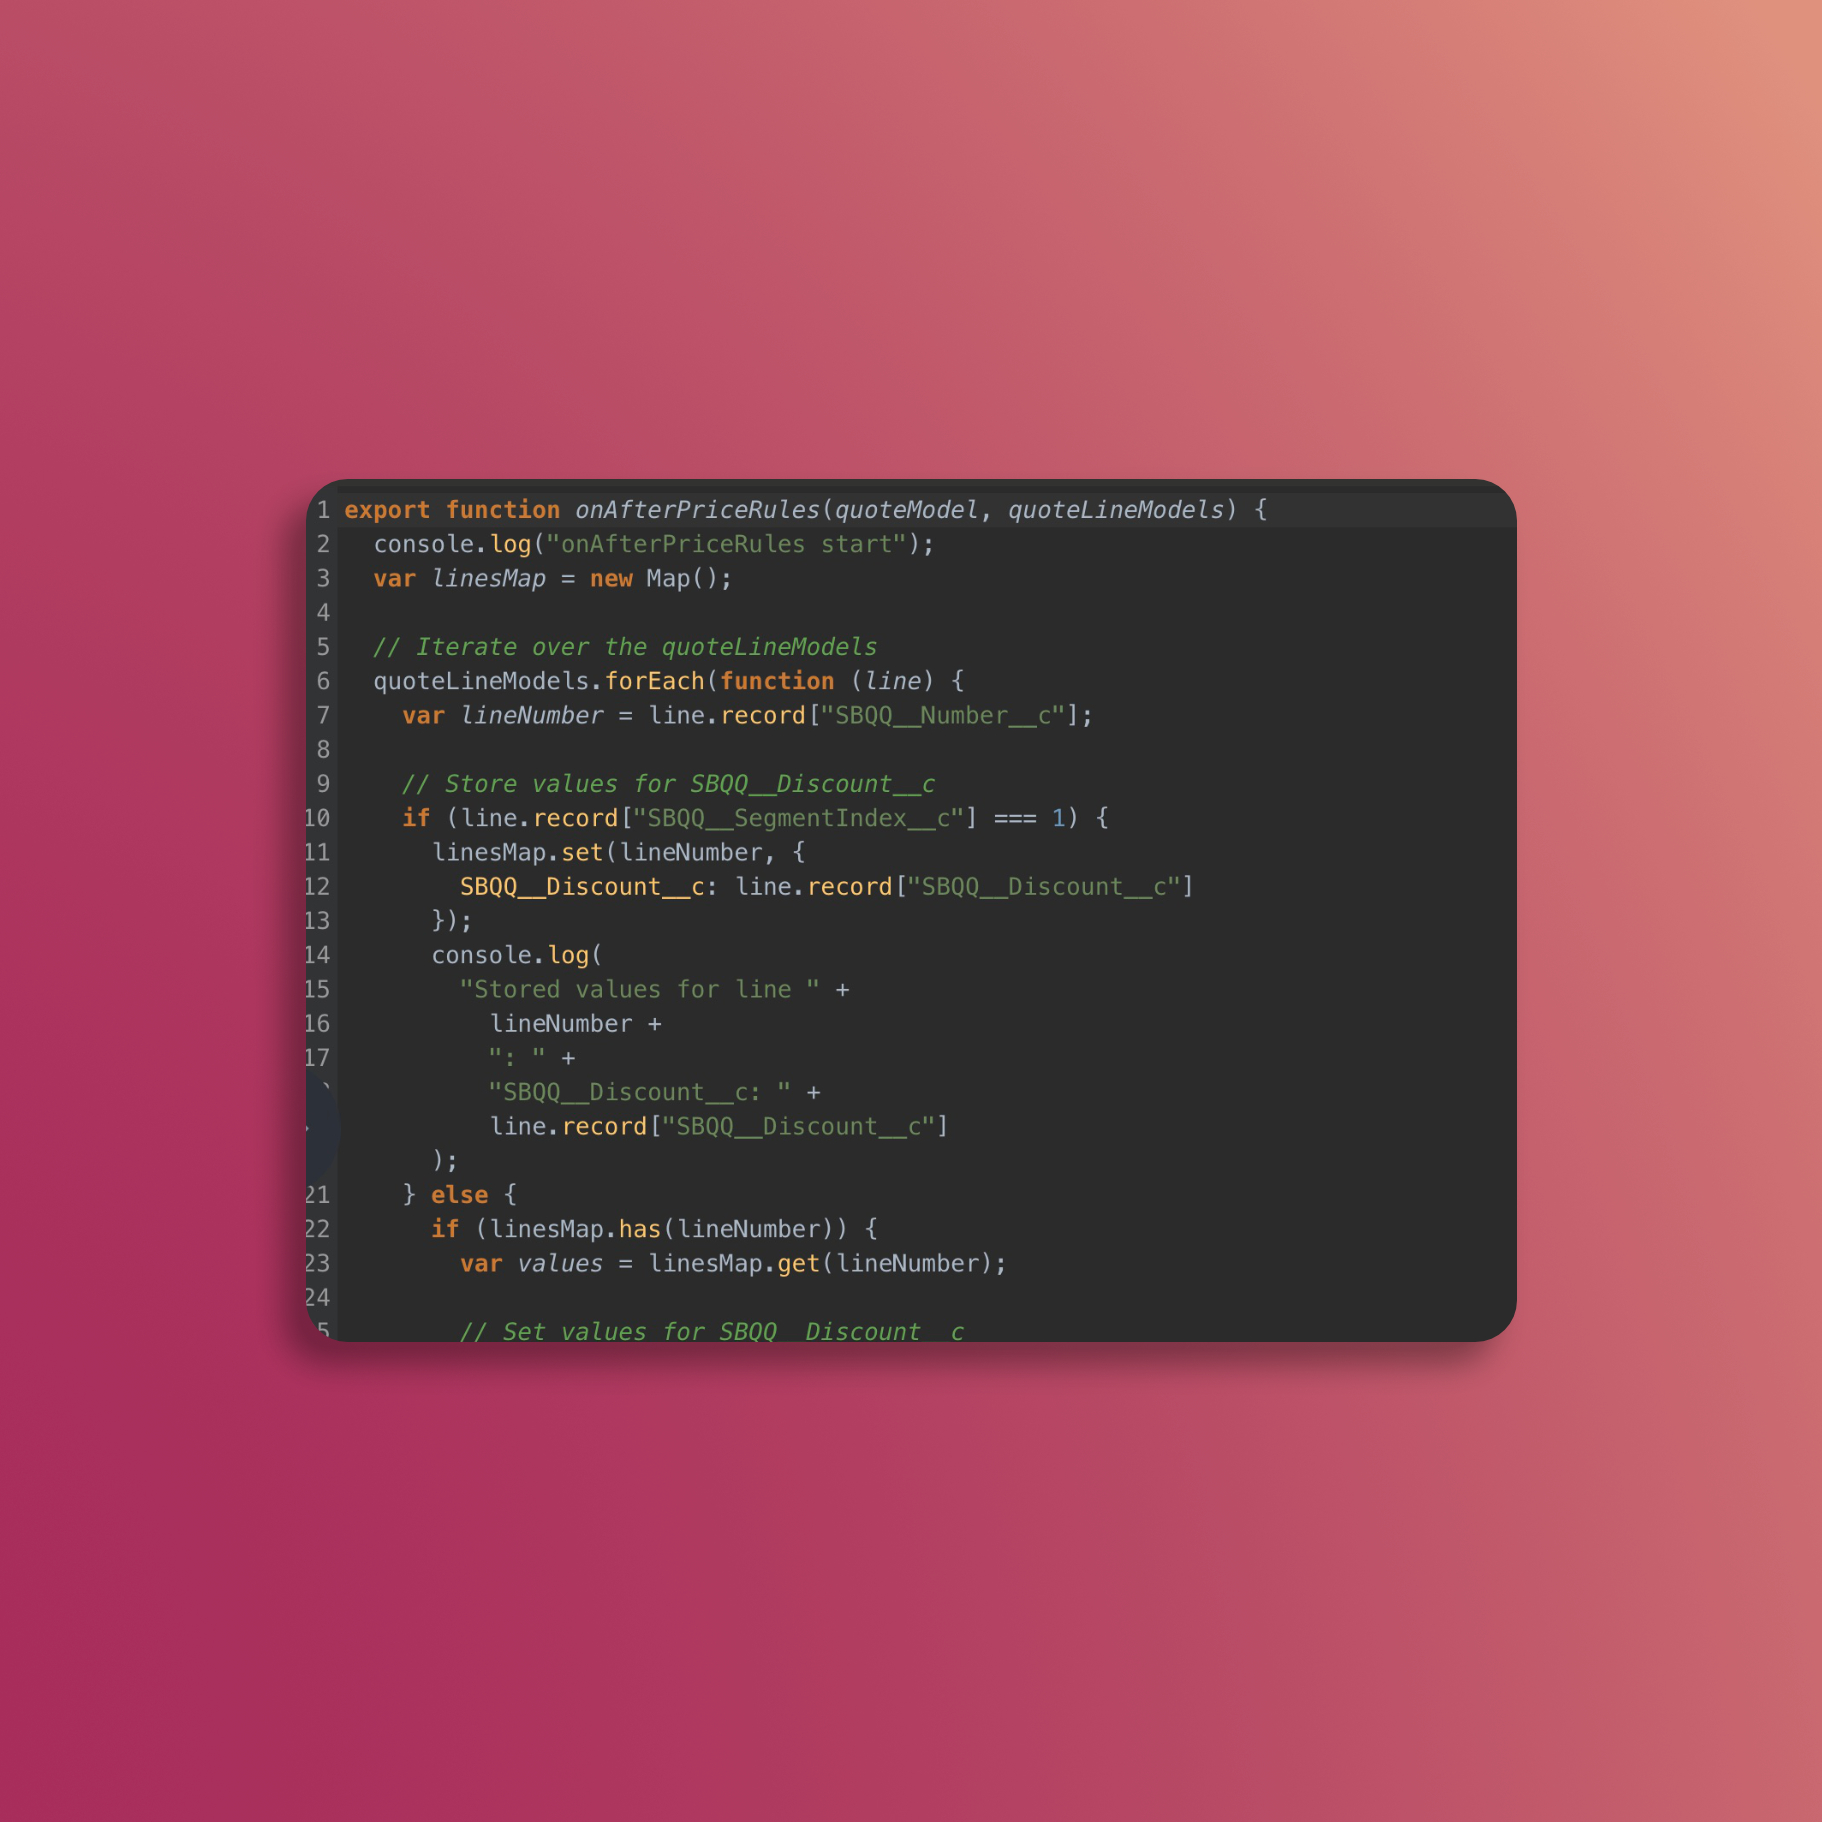 1 export function onAfterPriceRules(quoteModel, quoteLineModels) {
2 console.log("onAfterPriceRules start");
3 var linesMap = new Map();
4
5 // Iterate over the quoteLineModels
6 quoteLineModels.forEach(function (line) {
7 var lineNumber = line.record["SBQQ__Number__c"];
8
9 // Store values for SBQQ__Discount__c
10 if (line.record["SBQQ__SegmentIndex__c"] === 1) {
11 linesMap.set(lineNumber, {
12 SBQQ__Discount__c: line.record["SBQQ__Discount__c"]
13 });
14 console.log(
15 "Stored values for line " +
16 lineNumber +
17 ": " +
"SBQQ__Discount__c: " +
line.record["SBQQ__Discount__c"]
);
21 } else {
22 if (linesMap.has(lineNumber)) {
23 var values = linesMap.get(lineNumber);
24
5 // Set values for SBQQ__Discount__c